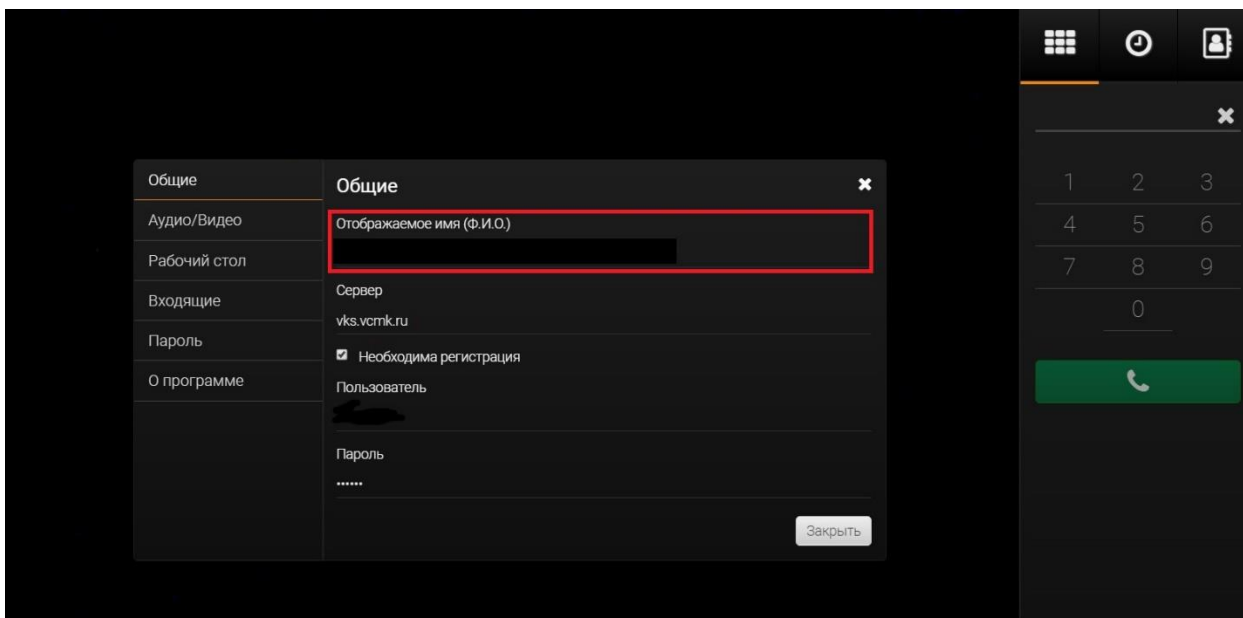 Общие
Аудио/Видео
Рабочий стол
Входящие
Пароль
О программе
Общие
Отображаемое имя (Ф.И.О.)
Сервер
vks.vcmk.ru
Необходима регистрация
Пользователь
Пароль
••••••
Закрыть
1 2 3
4 5 6
7 8 9
0